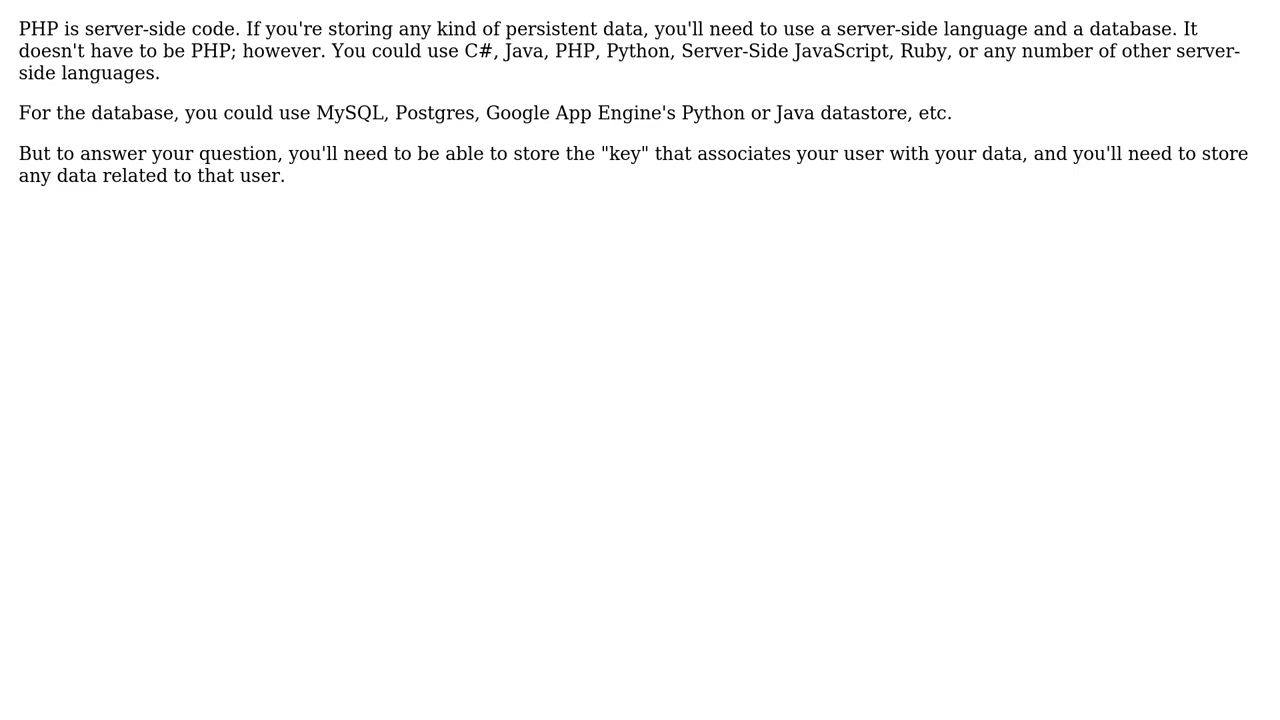 PHP is server-side code. If you're storing any kind of persistent data, you'll need to use a server-side language and a database. It
doesn't have to be PHP; however. You could use C#, Java, PHP, Python, Server-Side JavaScript, Ruby, or any number of other server-
side languages.
For the database, you could use MySQL, Postgres, Google App Engine's Python or Java datastore, etc.
But to answer your question, you'll need to be able to store the "key" that associates your user with your data, and you'll need to store
any data related to that user.